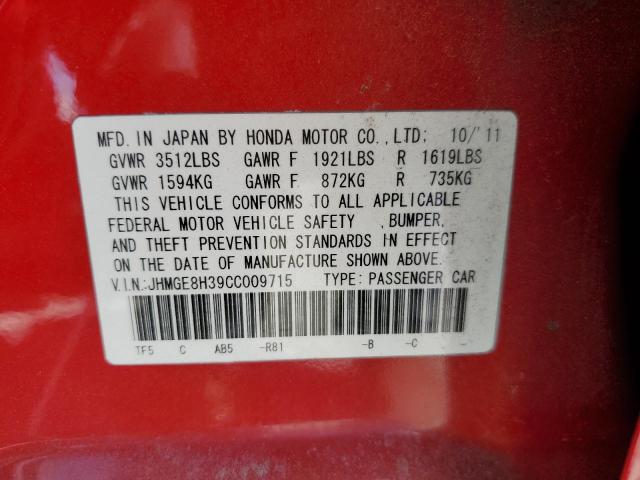 MFD. IN JAPAN BY HONDA MOTOR CO.,LTD; 10/'11
GVWR 3512LBS GAWR F 1921LBS R 1619LBS
GVWR 1594KG GAWR F 872KG R 735KG
THIS VEHICLE CONFORMS TO ALL APPLICABLE
FEDERAL MOTOR VEHICLE SAFETY ,BUMPER,
AND THEFT PREVENTION STANDARDS IN EFFECT
ON THE DATE OF MANUFACTURE SHOWN ABOVE.
V.I.N.:JHMGE8H39CC009715 TYPE: PASSENGER CAR
TF5 C AB5 -R81 -B -C -